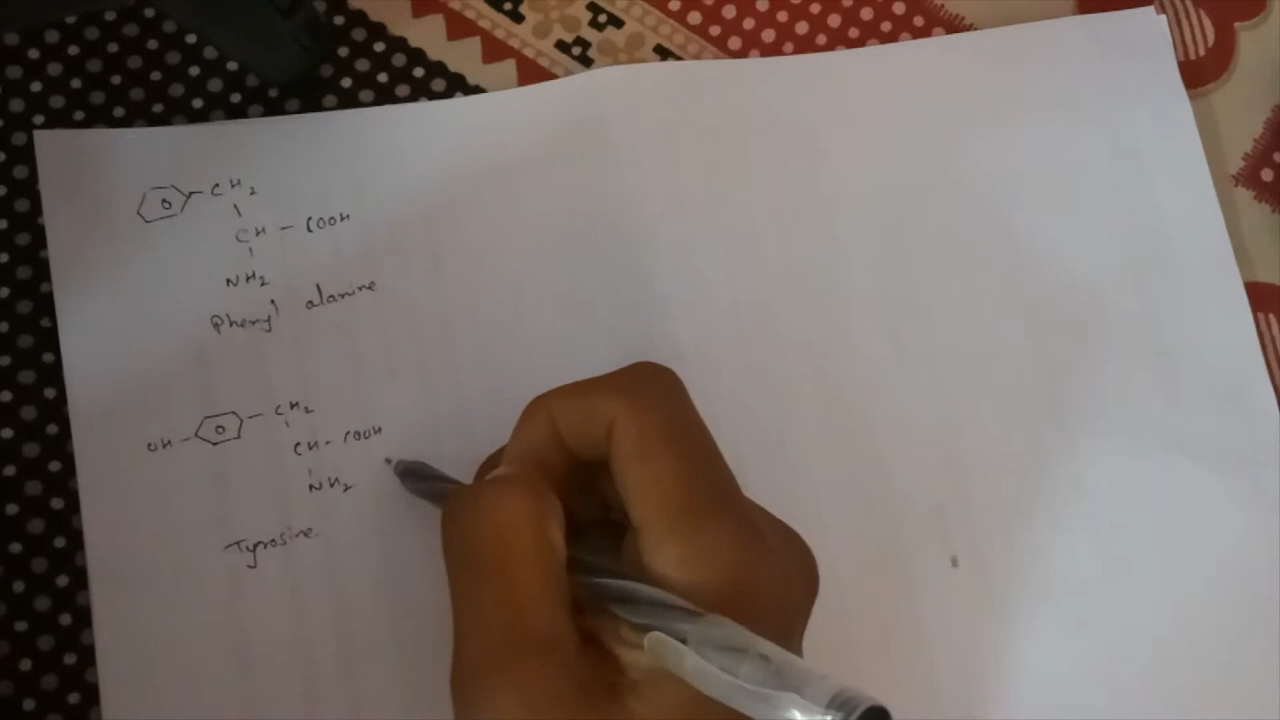 CH2
CH - COOH
NH2
Phenyl alanine
OH - CH2
CH - COOH
NH2
Tyrosine